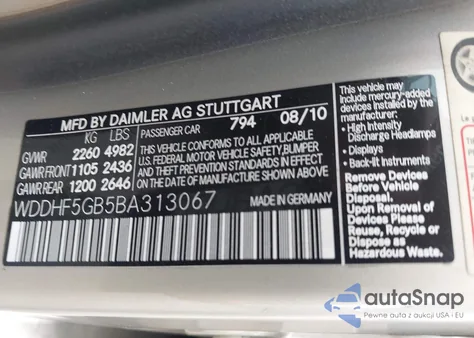 MFD BY DAIMLER AG STUTTGART
KG LBS PASSENGER CAR 794 08/10
GVWR 2260 4982
GAWR FRONT 1105 2436
GAWR REAR 1200 2646
THIS VEHICLE CONFORMS TO ALL APPLICABLE
U.S. FEDERAL MOTOR VEHICLE SAFETY, BUMPER
AND THEFT PREVENTION STANDARDS IN EFFECT
ON THE DATE OF MANUFACTURE SHOWN ABOVE.
WDDHF5GB5BA313067
MADE IN GERMANY
This vehicle may
include mercury-added
devices installed by the
manufacturer:
• High Intensity
Discharge Headlamps
• Displays
• Back-lit Instruments
Remove Devices
Before Vehicle
Disposal.
Upon Removal of
Devices Please
Reuse, Recycle
or Dispose as
Hazardous Waste.
autoSnap
Pewne auta z aukcji USA i EU